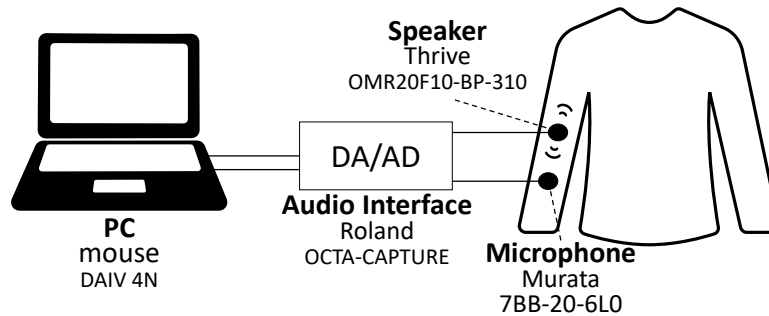 Speaker
Thrive
OMR20F10-BP-310
DA/AD
Audio Interface
Roland
OCTA-CAPTURE
PC
mouse
DAIV 4N
Microphone
Murata
7BB-20-6L0